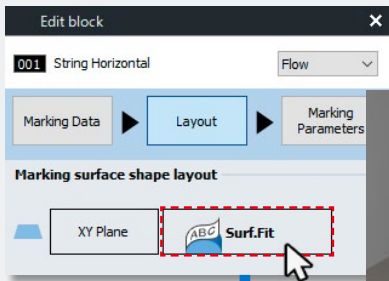 Edit block
001 String Horizontal Flow
Marking Data Layout Marking Parameters
Marking surface shape layout
XY Plane ABC Surf.Fit